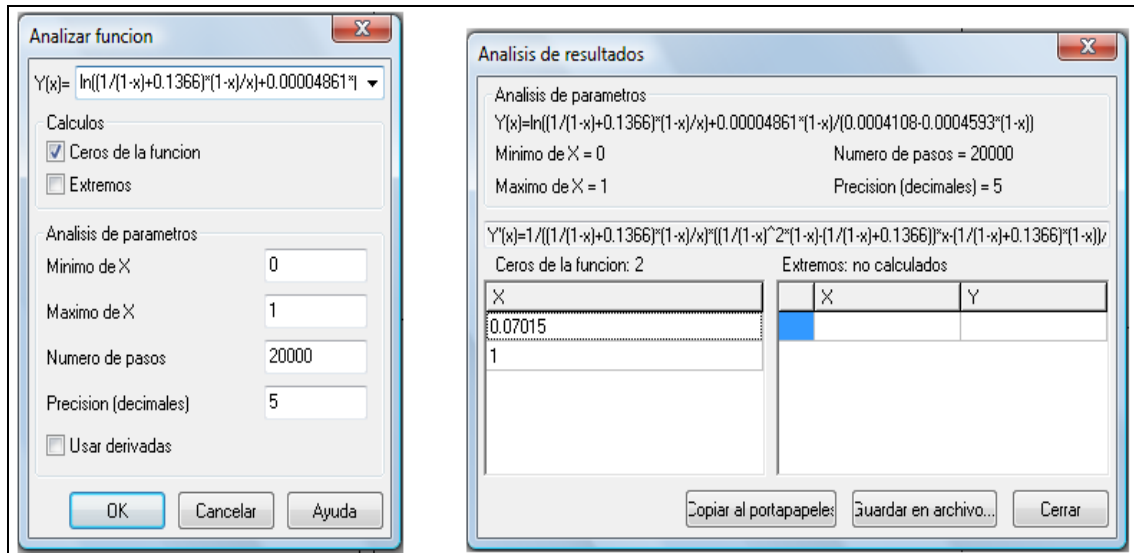 Analizar funcion
Y(x)= ln((1/(1-x)+0.1366)*(1-x)/x)+0.00004861*(
Calculos
Ceros de la funcion
Extremos
Analisis de parametros
Minimo de X 0
Maximo de X 1
Numero de pasos 20000
Precision (decimales) 5
Usar derivadas
OK Cancelar Ayuda
Analisis de resultados
Analisis de parametros
Y(x)=ln((1/(1-x)+0.1366)*(1-x)/x)+0.00004861*(1-x)/(0.0004108-0.0004593*(1-x))
Minimo de X = 0 Numero de pasos = 20000
Maximo de X = 1 Precision (decimales) = 5
Y'(x)=1/((1/(1-x)+0.1366)*(1-x)/x)*((1/(1-x)^2*(1-x)-(1/(1-x)+0.1366))*x-(1/(1-x)+0.1366)*(1-x))/
Ceros de la funcion: 2 Extremos: no calculados
X X Y
0.07015
1
Copiar al portapapeles Guardar en archivo... Cerrar